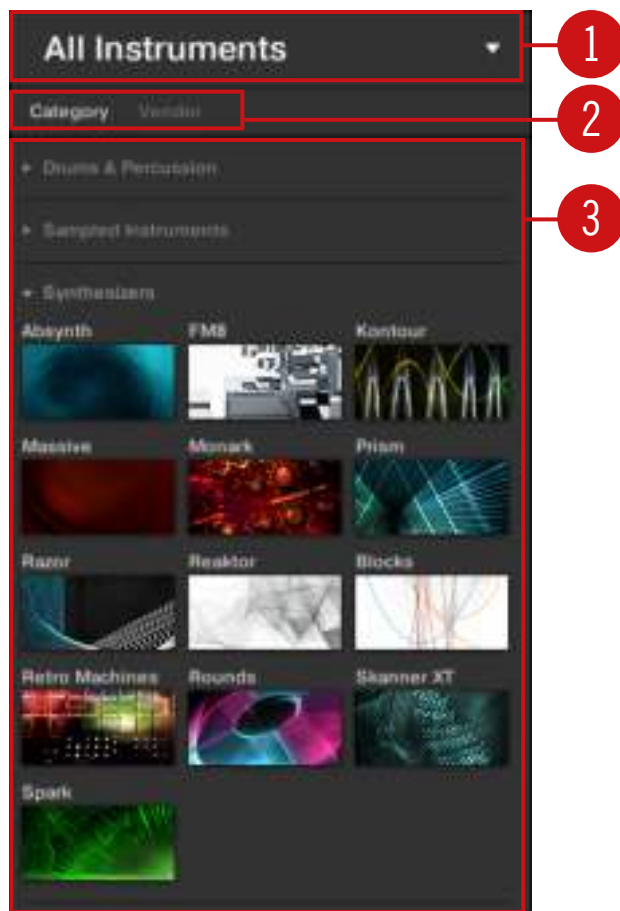 All Instruments
1
Category Vendor
2
Drums & Percussion
3
Sampled Instruments
Synthesizers
Absynth FM8 Kontour
Massive Monark Prism
Razor Reaktor Blocks
Retro Machines Rounds Skanner XT
Spark